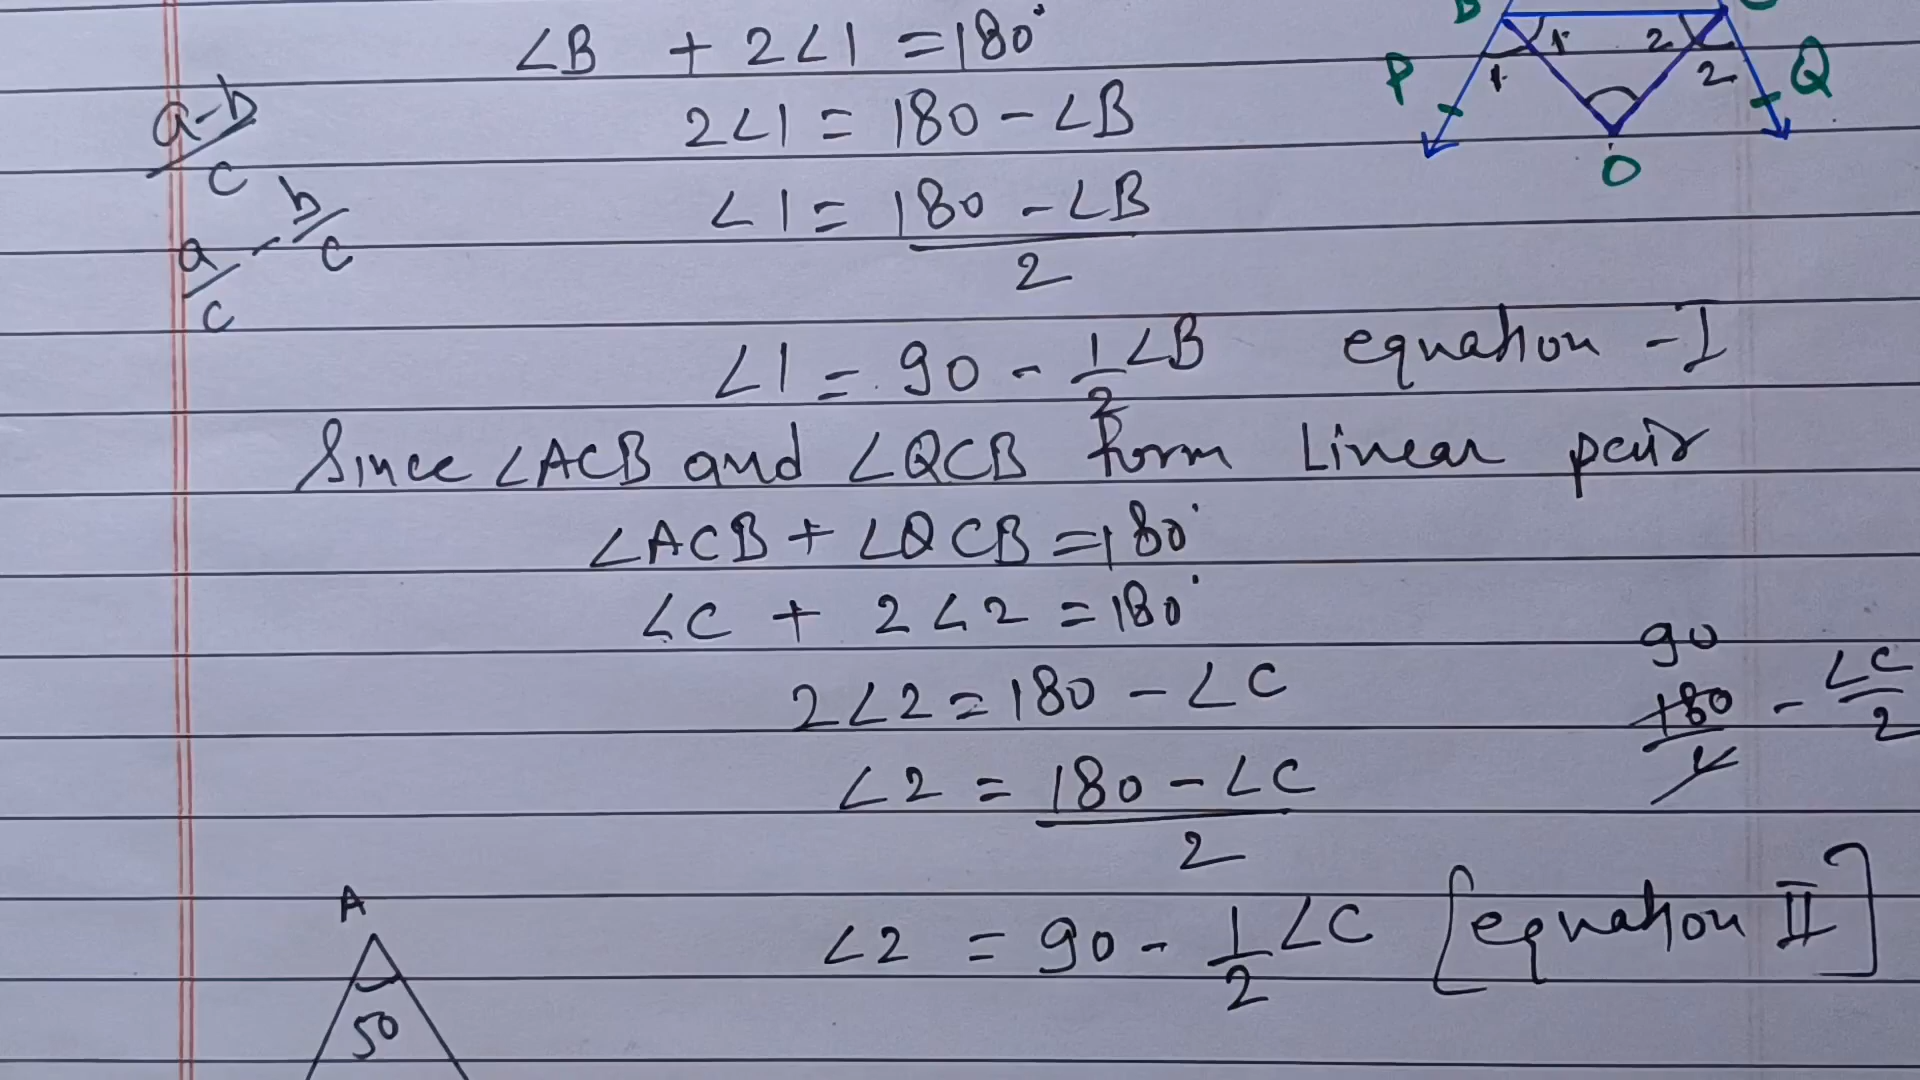 ∠B + 2∠1 = 180°
2∠1 = 180 - ∠B
∠1 = 180 - ∠B / 2
∠1 = 90 - 1/2 ∠B equation - I
Since ∠ACB and ∠QCB form Linear pair
∠ACB + ∠QCB = 180°
∠C + 2∠2 = 180°
2∠2 = 180 - ∠C
∠2 = 180 - ∠C / 2
∠2 = 90 - 1/2 ∠C [equation II]
a-b / c
a/c - b/c
P 1 1 2 2 Q
O
90
180/2 - ∠C/2
A
50